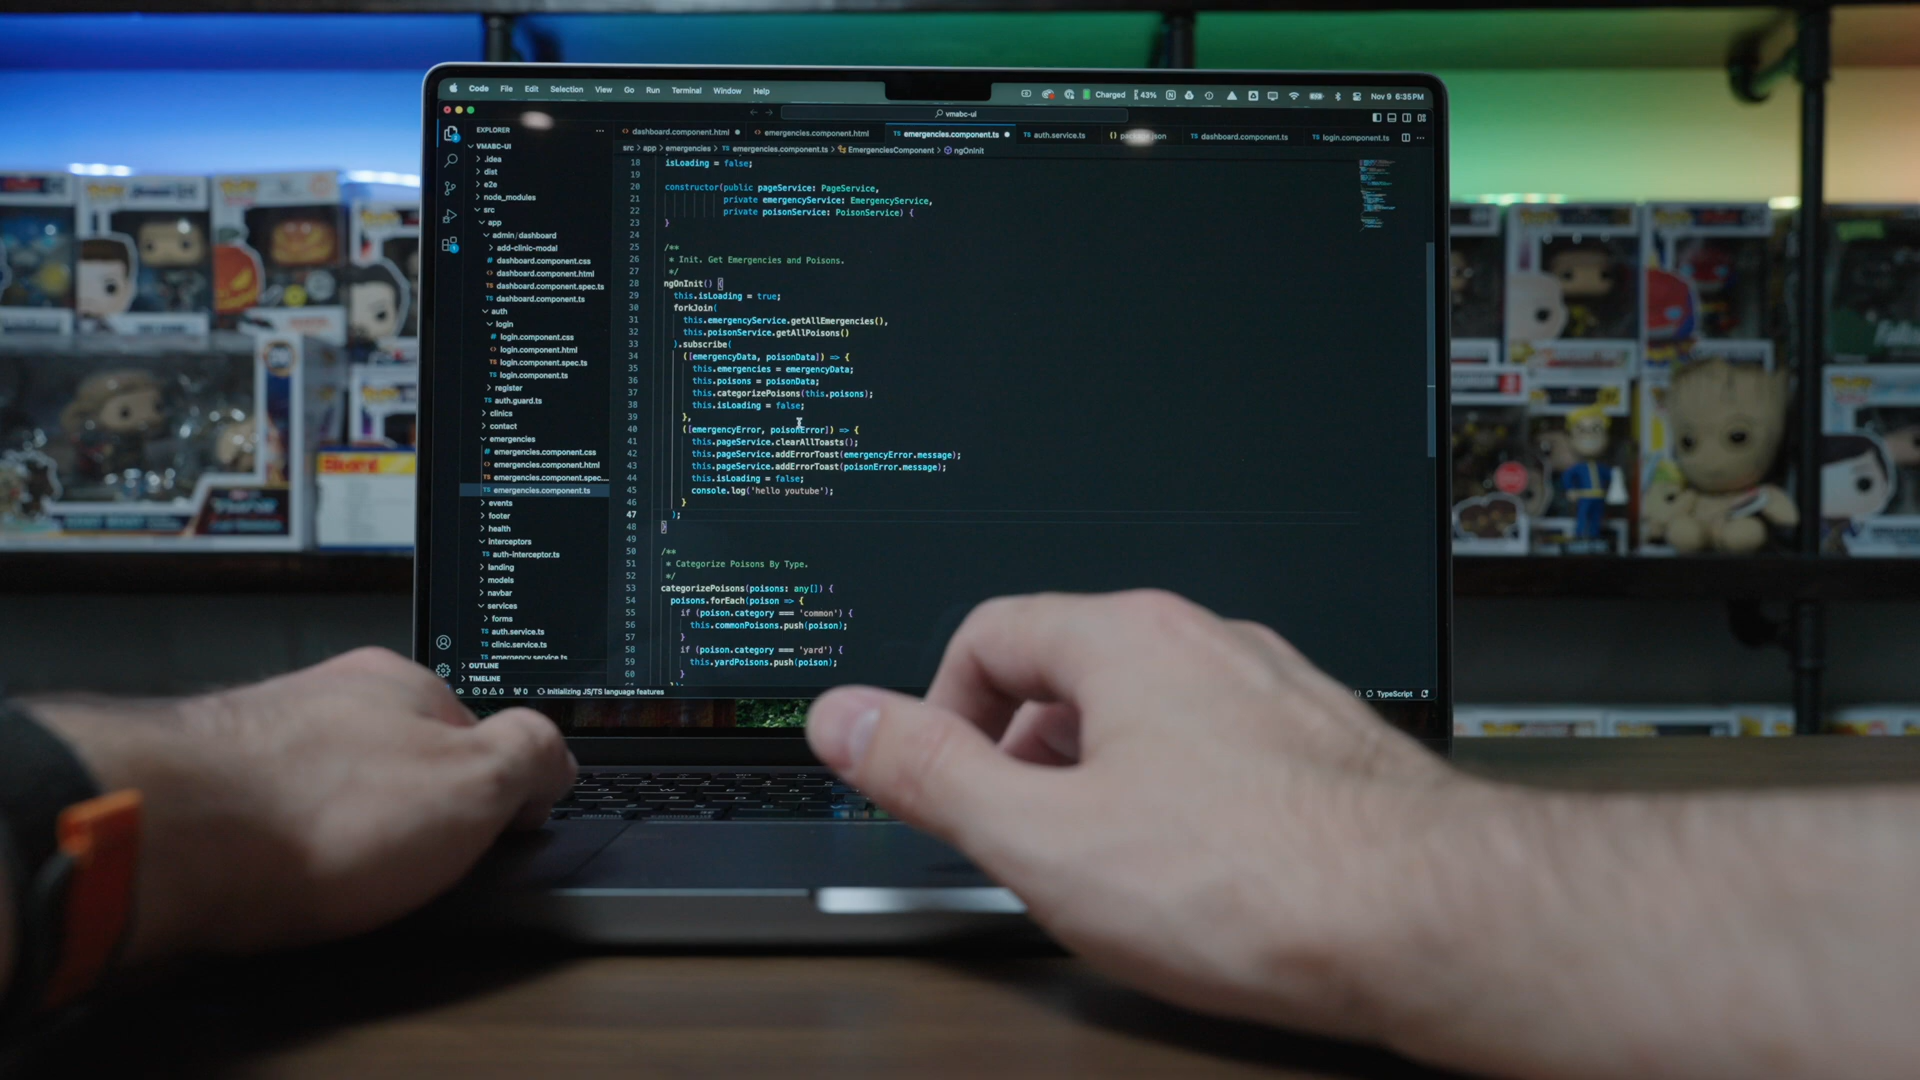 Code File Edit Selection View Go Run Terminal Window Help
Charged 43% Nov 9 6:35PM
vmabc-ui
EXPLORER
VMABC-UI
.idea
dist
e2e
node_modules
src
app
admin/dashboard
add-clinic-modal
dashboard.component.css
dashboard.component.html
dashboard.component.spec.ts
dashboard.component.ts
auth
login
login.component.css
login.component.html
login.component.spec.ts
login.component.ts
register
auth.guard.ts
clinics
contact
emergencies
emergencies.component.css
emergencies.component.html
emergencies.component.spec...
emergencies.component.ts
events
footer
health
interceptors
auth-interceptor.ts
landing
models
navbar
services
forms
auth.service.ts
clinic.service.ts
emergency.service.ts
OUTLINE
TIMELINE
dashboard.component.html emergencies.component.html emergencies.component.ts auth.service.ts package.json dashboard.component.ts login.component.ts
src > app > emergencies > TS emergencies.component.ts > EmergenciesComponent > ngOnInit
18 isLoading = false;
19
20 constructor(public pageService: PageService,
21 private emergencyService: EmergencyService,
22 private poisonService: PoisonService) {
23 }
24
25 /**
26 * Init. Get Emergencies and Poisons.
27 */
28 ngOnInit() {
29 this.isLoading = true;
30 forkJoin(
31 this.emergencyService.getAllEmergencies(),
32 this.poisonService.getAllPoisons()
33 ).subscribe(
34 ([emergencyData, poisonData]) => {
35 this.emergencies = emergencyData;
36 this.poisons = poisonData;
37 this.categorizePoisons(this.poisons);
38 this.isLoading = false;
39 },
40 ([emergencyError, poisonError]) => {
41 this.pageService.clearAllToasts();
42 this.pageService.addErrorToast(emergencyError.message);
43 this.pageService.addErrorToast(poisonError.message);
44 this.isLoading = false;
45 console.log('hello youtube');
46 }
47 );
48 }
49
50 /**
51 * Categorize Poisons By Type.
52 */
53 categorizePoisons(poisons: any[]) {
54 poisons.forEach(poison => {
55 if (poison.category === 'common') {
56 this.commonPoisons.push(poison);
57 }
58 if (poison.category === 'yard') {
59 this.yardPoisons.push(poison);
60 }
0 0 0 Initializing JS/TS language features
TypeScript